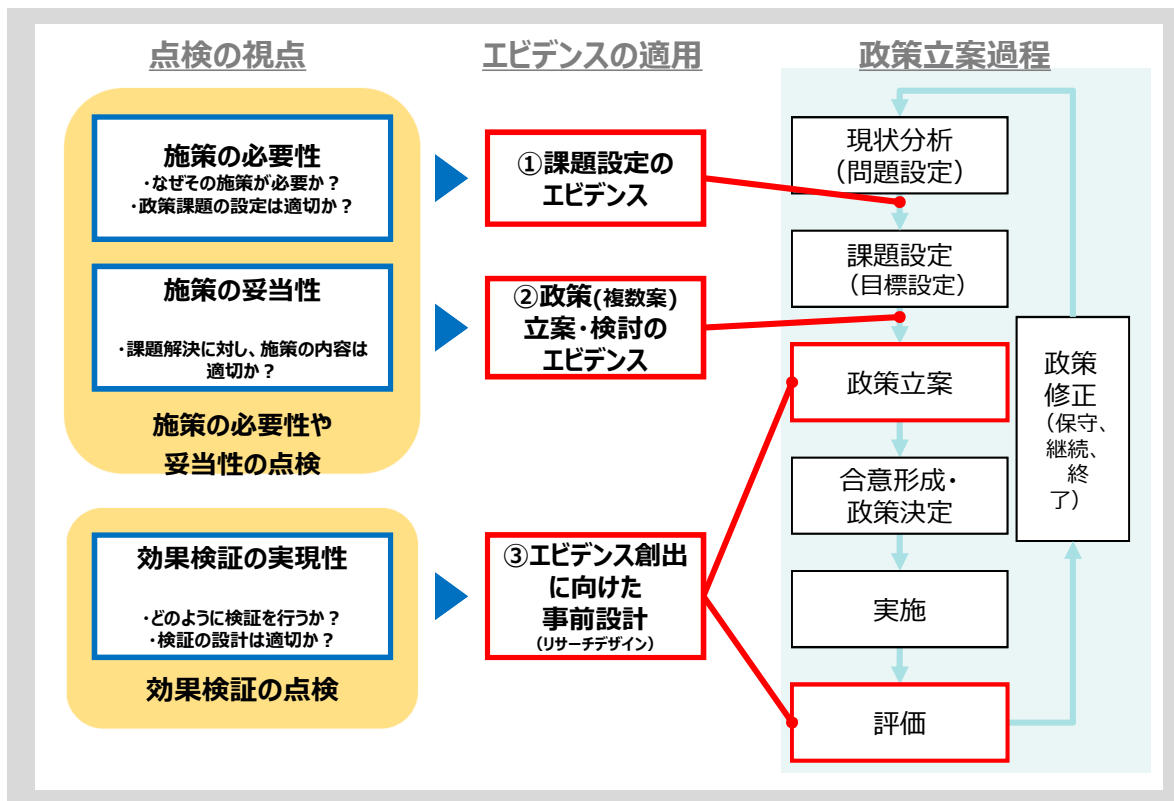 点検の視点
エビデンスの適用
政策立案過程
施策の必要性
・なぜその施策が必要か？
・政策課題の設定は適切か？
施策の妥当性
・課題解決に対し、施策の内容は
適切か？
施策の必要性や
妥当性の点検
効果検証の実現性
・どのように検証を行うか？
・検証の設計は適切か？
効果検証の点検
①課題設定の
エビデンス
②政策(複数案)
立案・検討の
エビデンス
③エビデンス創出
に向けた
事前設計
（リサーチデザイン）
現状分析
（問題設定）
課題設定
（目標設定）
政策立案
合意形成・
政策決定
実施
評価
政策
修正
（保守、
継続、
終
了）